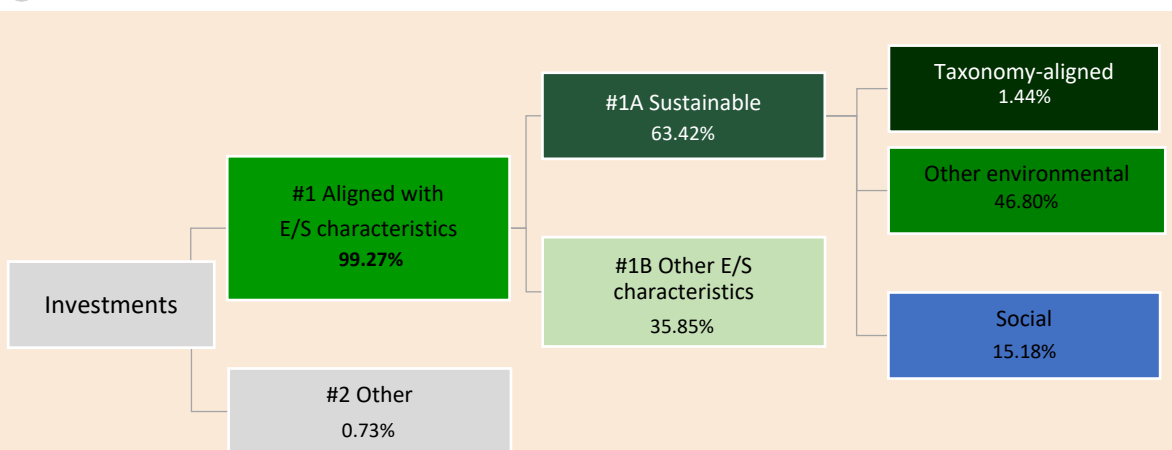 Investments
#1 Aligned with
E/S characteristics
99.27%
#2 Other
0.73%
#1A Sustainable
63.42%
#1B Other E/S
characteristics
35.85%
Taxonomy-aligned
1.44%
Other environmental
46.80%
Social
15.18%